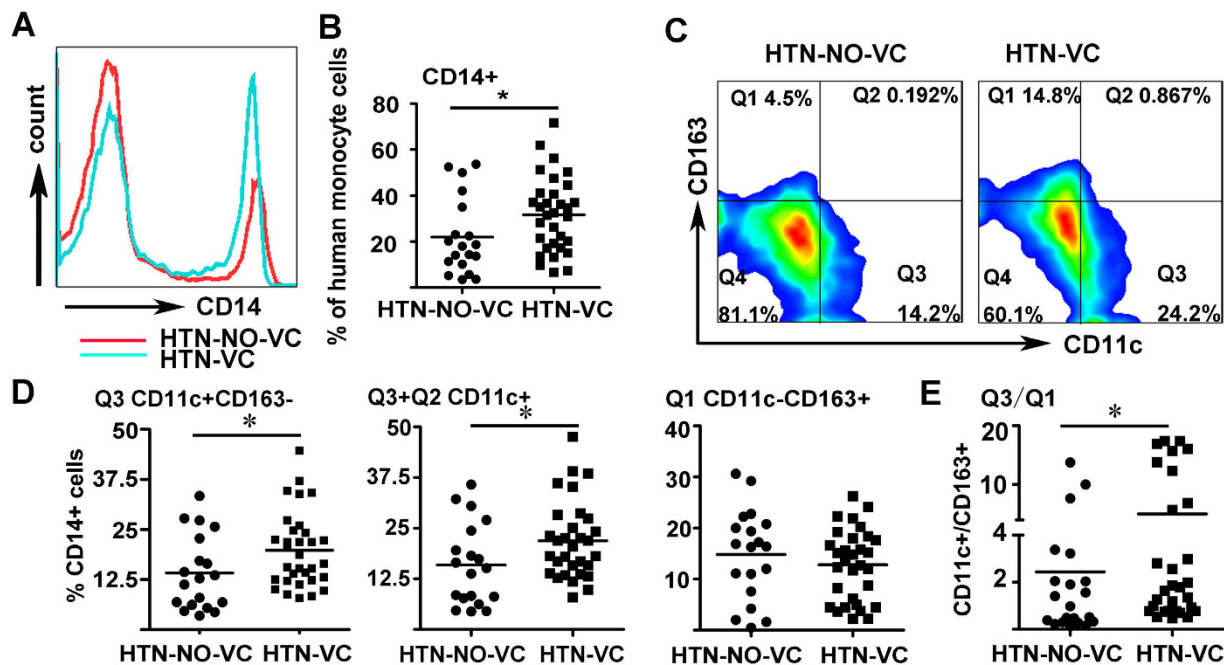 A
count
CD14
HTN-NO-VC
HTN-VC
B
CD14+
*
% of human monocyte cells
80
60
40
20
0
HTN-NO-VC HTN-VC
C
HTN-NO-VC HTN-VC
Q1 4.5% Q2 0.192% Q1 14.8% Q2 0.867%
CD163
Q4 Q3 Q4 Q3
81.1% 14.2% 60.1% 24.2%
CD11c
D
Q3 CD11c+CD163-
*
% CD14+ cells
50
37.5
25
12.5
0
HTN-NO-VC HTN-VC
Q3+Q2 CD11c+
*
50
37.5
25
12.5
0
HTN-NO-VC HTN-VC
Q1 CD11c-CD163+
40
30
20
10
0
HTN-NO-VC HTN-VC
E
Q3/Q1
*
CD11c+/CD163+
20
10
4
2
0
HTN-NO-VC HTN-VC